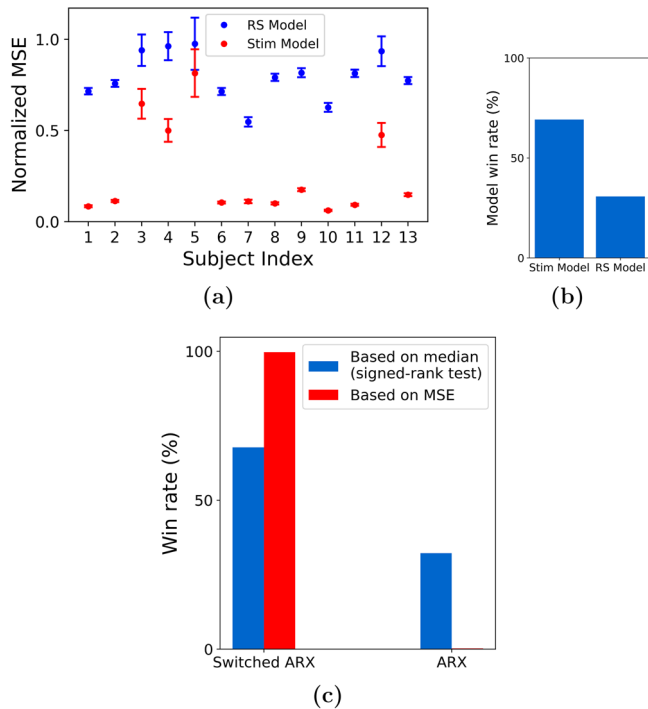 RS Model
Stim Model
Normalized MSE
1.0
0.5
0.0
1 2 3 4 5 6 7 8 9 10 11 12 13
Subject Index
(a)
Model win rate (%)
100
50
0
Stim Model RS Model
(b)
Based on median
(signed-rank test)
Based on MSE
Win rate (%)
100
50
0
Switched ARX ARX
(c)